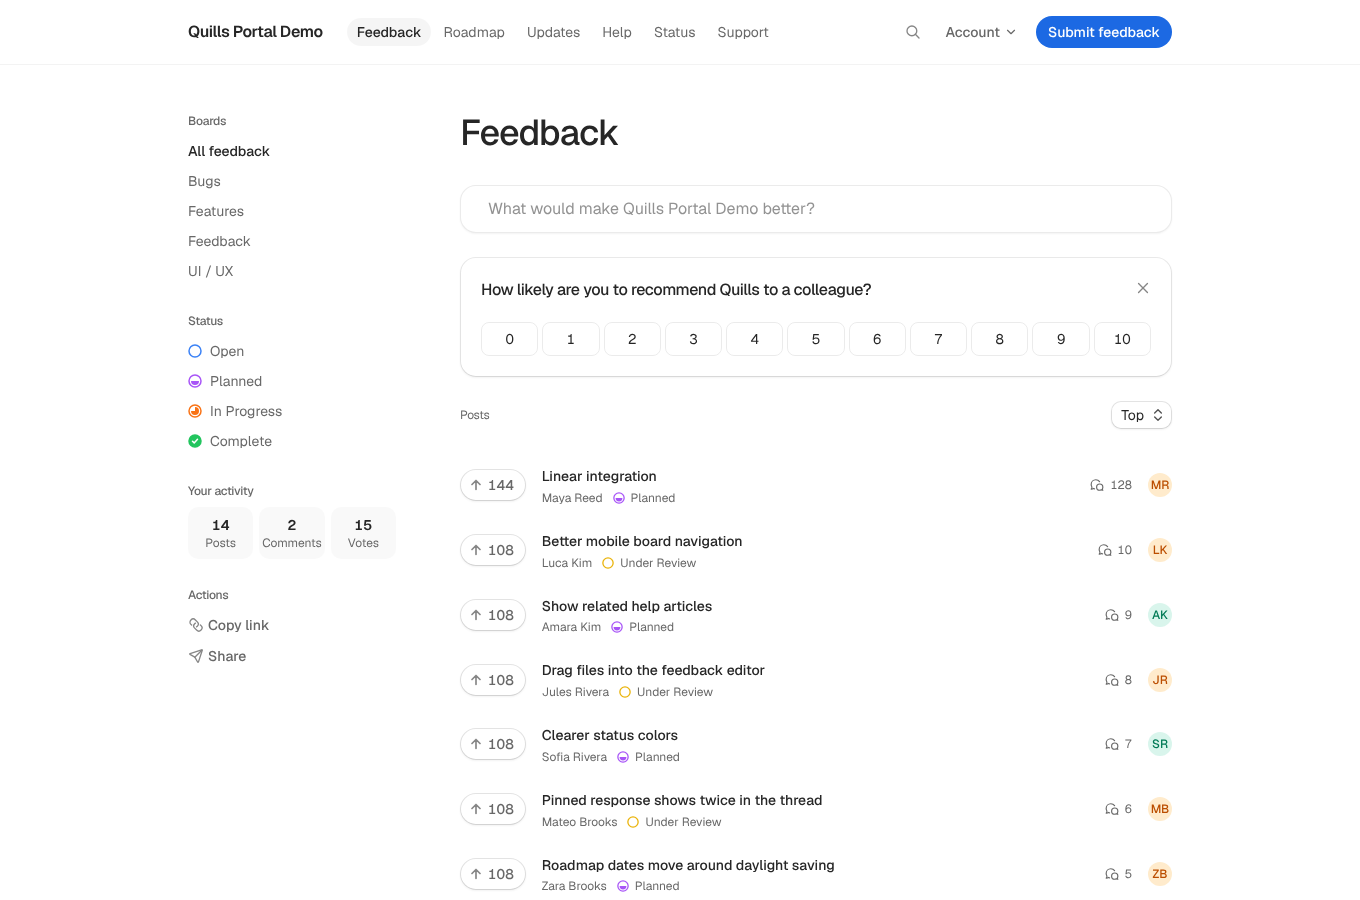 Quills Portal Demo
Feedback
Roadmap
Updates
Help
Status
Support
Account
Submit feedback
Boards
All feedback
Bugs
Features
Feedback
UI / UX
Status
Open
Planned
In Progress
Complete
Your activity
14
Posts
2
Comments
15
Votes
Actions
Copy link
Share
Feedback
What would make Quills Portal Demo better?
How likely are you to recommend Quills to a colleague?
0 1 2 3 4 5 6 7 8 9 10
Posts
Top
144
Linear integration
Maya Reed Planned
128
MR
108
Better mobile board navigation
Luca Kim Under Review
10
LK
108
Show related help articles
Amara Kim Planned
9
AK
108
Drag files into the feedback editor
Jules Rivera Under Review
8
JR
108
Clearer status colors
Sofia Rivera Planned
7
SR
108
Pinned response shows twice in the thread
Mateo Brooks Under Review
6
MB
108
Roadmap dates move around daylight saving
Zara Brooks Planned
5
ZB